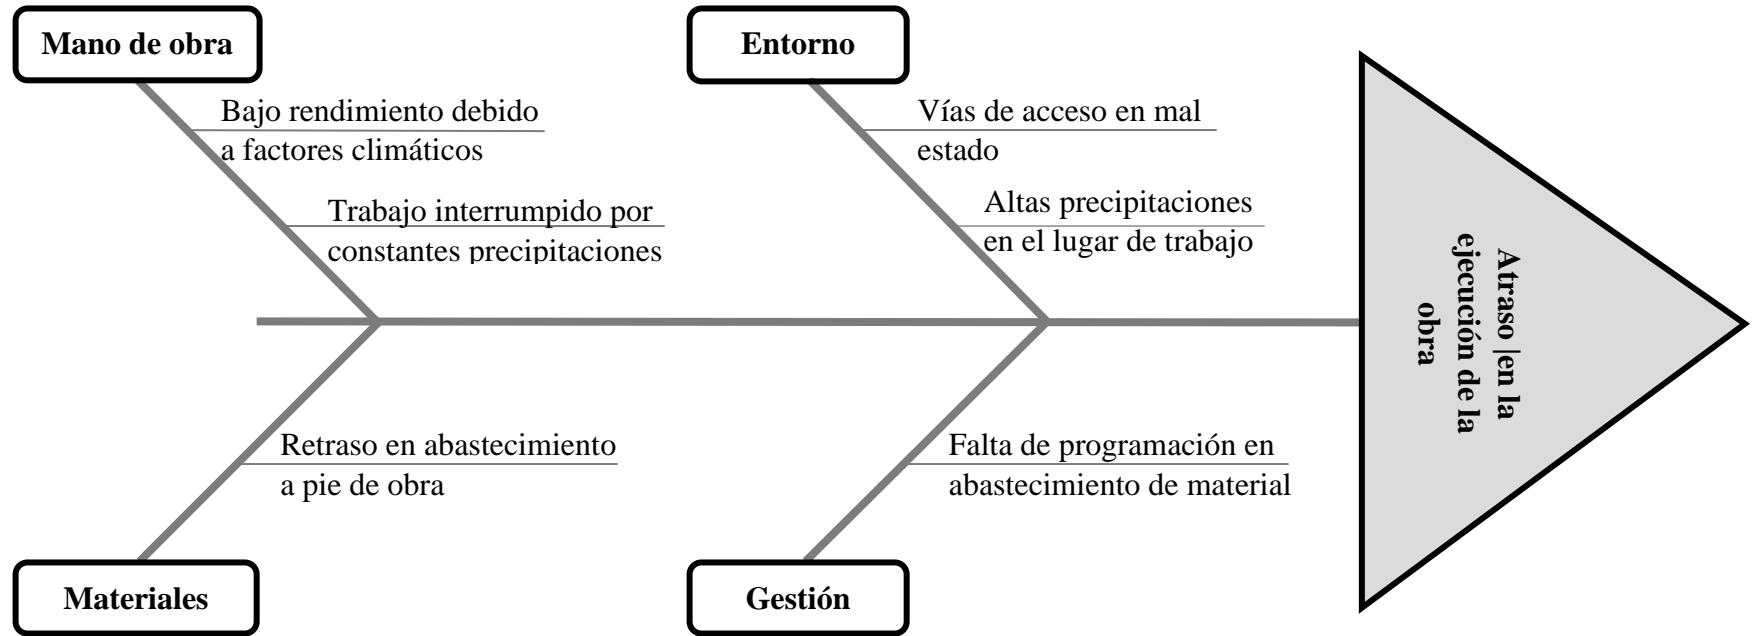 Mano de obra
Entorno
Bajo rendimiento debido
a factores climáticos
Vías de acceso en mal
estado
Trabajo interrumpido por
constantes precipitaciones
Altas precipitaciones
en el lugar de trabajo
Atraso |en la
ejecución de la
obra
Retraso en abastecimiento
a pie de obra
Falta de programación en
abastecimiento de material
Materiales
Gestión